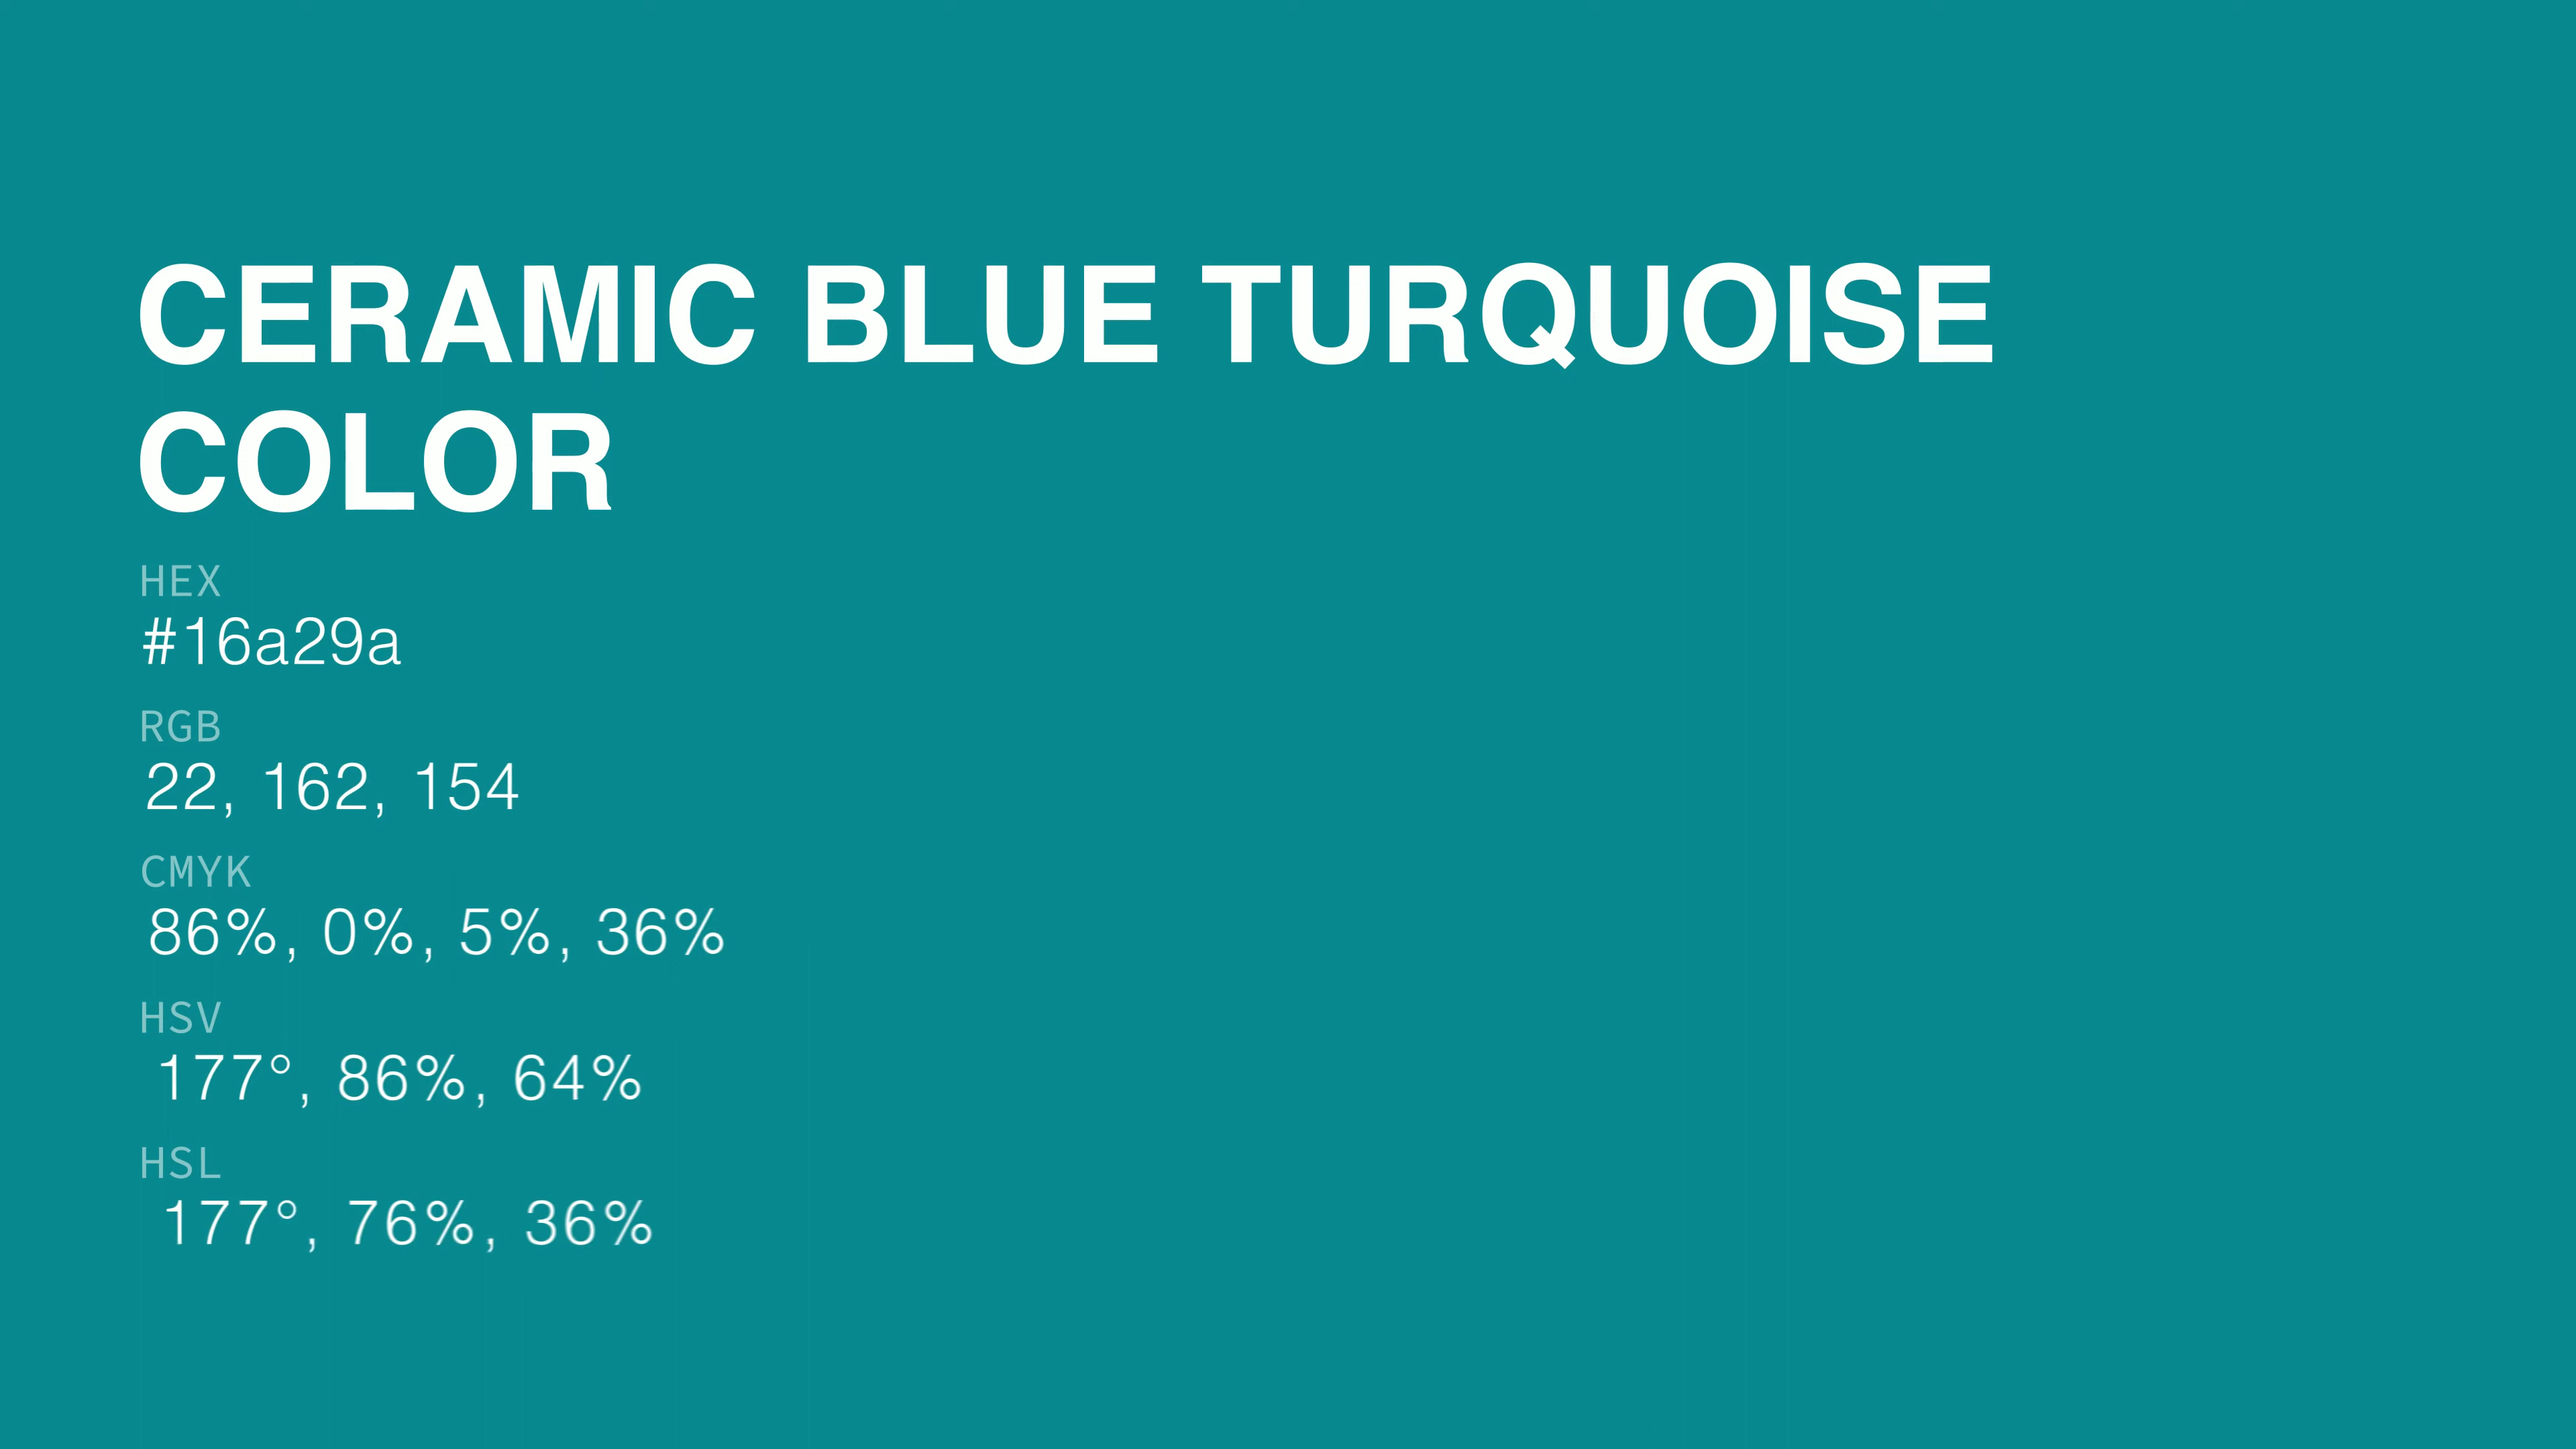 CERAMIC BLUE TURQUOISE
COLOR
HEX
#16a29a
RGB
22, 162, 154
CMYK
86%, 0%, 5%, 36%
HSV
177°, 86%, 64%
HSL
177°, 76%, 36%